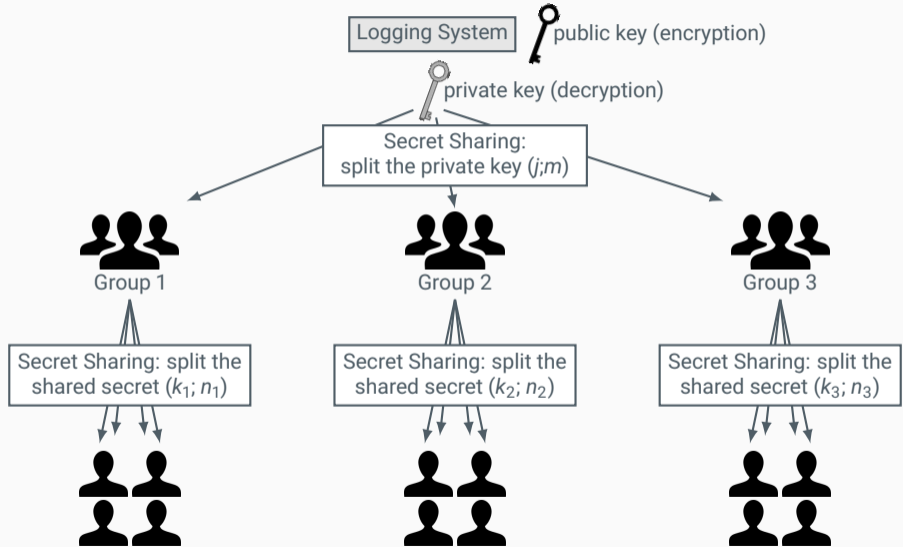 Logging System
public key (encryption)
private key (decryption)
Secret Sharing:
split the private key (j;m)
Group 1
Group 2
Group 3
Secret Sharing: split the
shared secret (k₁; n₁)
Secret Sharing: split the
shared secret (k₂; n₂)
Secret Sharing: split the
shared secret (k₃; n₃)